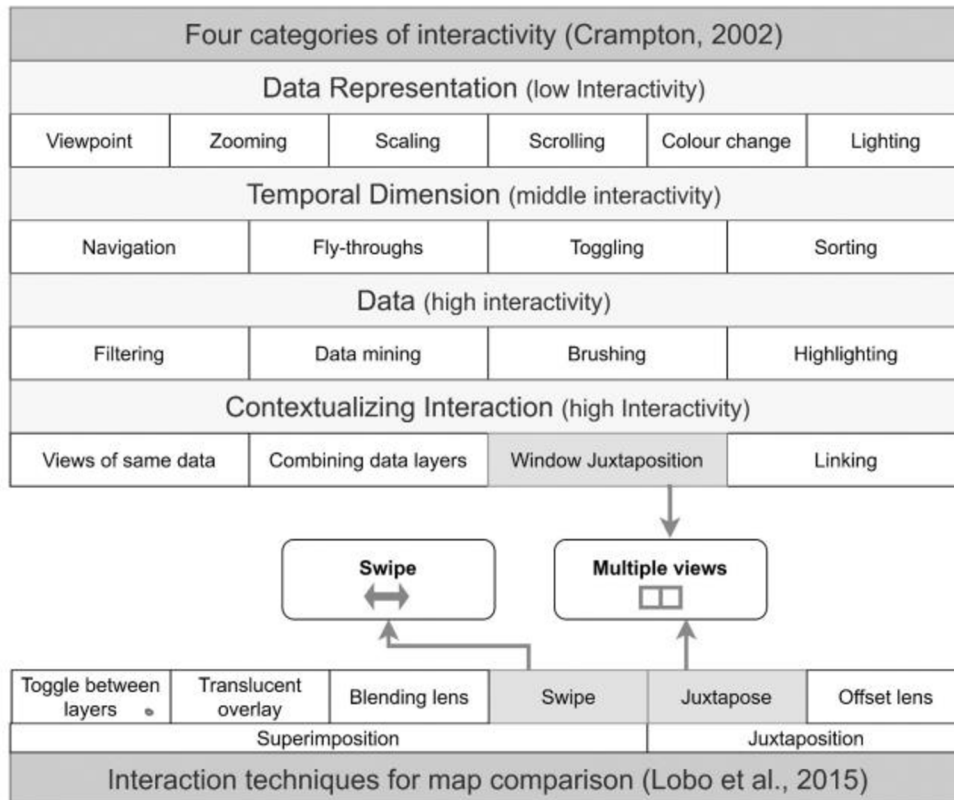 Four categories of interactivity (Crampton, 2002)
Data Representation (low Interactivity)
Viewpoint Zooming Scaling Scrolling Colour change Lighting
Temporal Dimension (middle interactivity)
Navigation Fly-throughs Toggling Sorting
Data (high interactivity)
Filtering Data mining Brushing Highlighting
Contextualizing Interaction (high Interactivity)
Views of same data Combining data layers Window Juxtaposition Linking
Swipe Multiple views
Toggle between layers Translucent overlay Blending lens Swipe Juxtapose Offset lens
Superimposition Juxtaposition
Interaction techniques for map comparison (Lobo et al., 2015)